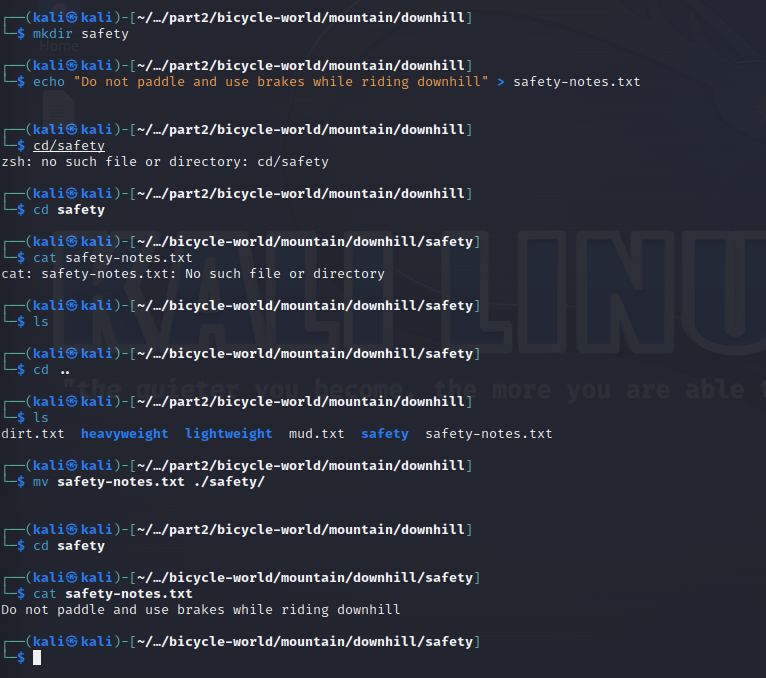 ┌──(kali㉿kali)-[~/…/part2/bicycle-world/mountain/downhill]
└─$ mkdir safety
Home
┌──(kali㉿kali)-[~/…/part2/bicycle-world/mountain/downhill]
└─$ echo "Do not paddle and use brakes while riding downhill" > safety-notes.txt
┌──(kali㉿kali)-[~/…/part2/bicycle-world/mountain/downhill]
└─$ cd/safety
zsh: no such file or directory: cd/safety
┌──(kali㉿kali)-[~/…/part2/bicycle-world/mountain/downhill]
└─$ cd safety
┌──(kali㉿kali)-[~/…/bicycle-world/mountain/downhill/safety]
└─$ cat safety-notes.txt
cat: safety-notes.txt: No such file or directory
┌──(kali㉿kali)-[~/…/bicycle-world/mountain/downhill/safety]
└─$ ls
KALI LINU
┌──(kali㉿kali)-[~/…/bicycle-world/mountain/downhill/safety]
└─$ cd ..
"the quieter you become, the more you are able t
┌──(kali㉿kali)-[~/…/part2/bicycle-world/mountain/downhill]
└─$ ls
dirt.txt heavyweight lightweight mud.txt safety safety-notes.txt
┌──(kali㉿kali)-[~/…/part2/bicycle-world/mountain/downhill]
└─$ mv safety-notes.txt ./safety/
┌──(kali㉿kali)-[~/…/part2/bicycle-world/mountain/downhill]
└─$ cd safety
┌──(kali㉿kali)-[~/…/bicycle-world/mountain/downhill/safety]
└─$ cat safety-notes.txt
Do not paddle and use brakes while riding downhill
┌──(kali㉿kali)-[~/…/bicycle-world/mountain/downhill/safety]
└─$